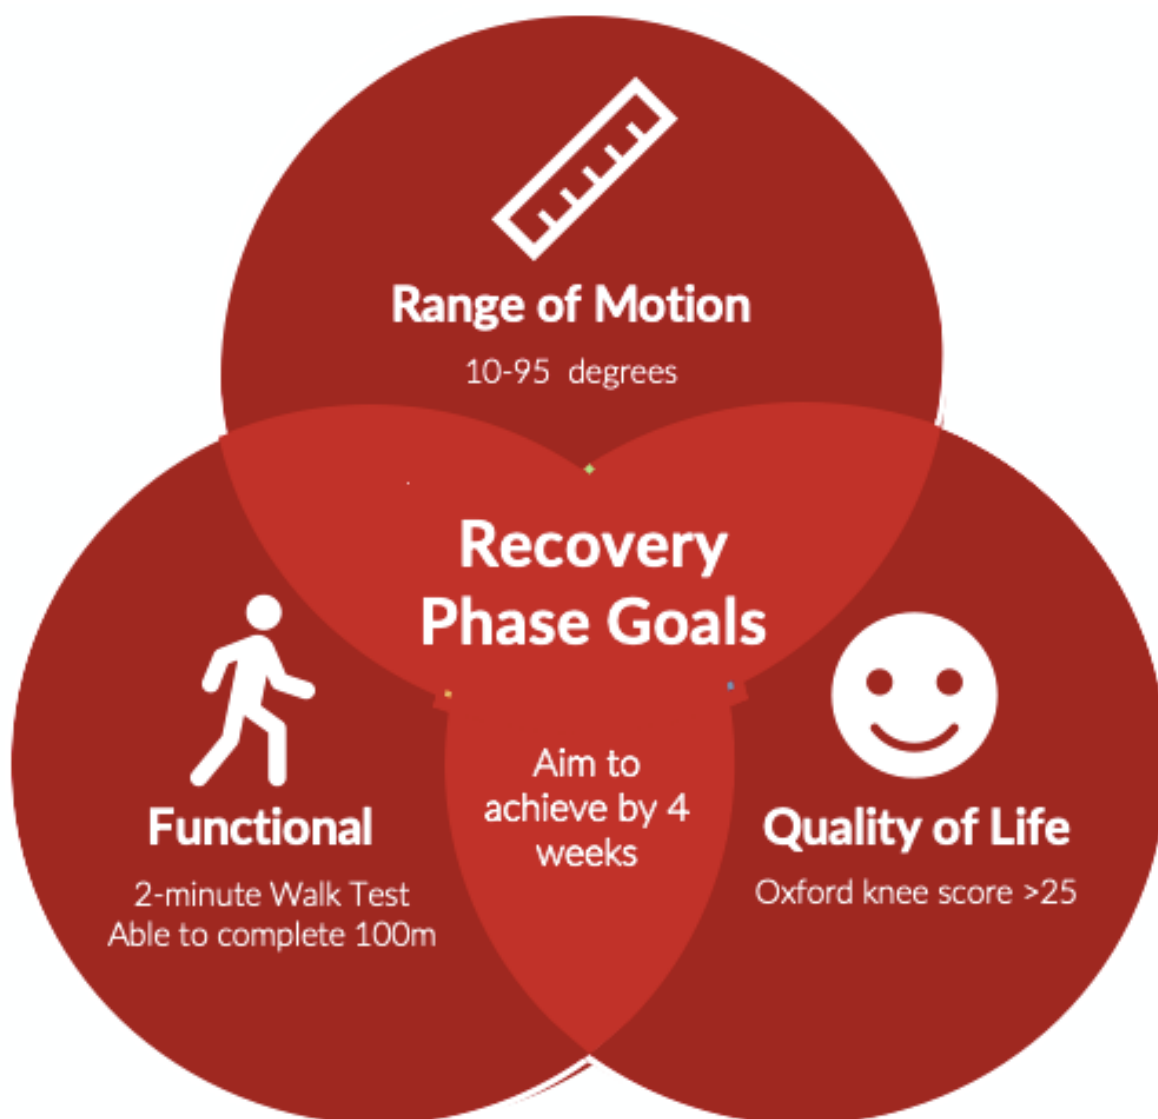 Range of Motion
10-95 degrees
Recovery
Phase Goals
Aim to
achieve by 4
weeks
Functional
2-minute Walk Test
Able to complete 100m
Quality of Life
Oxford knee score >25